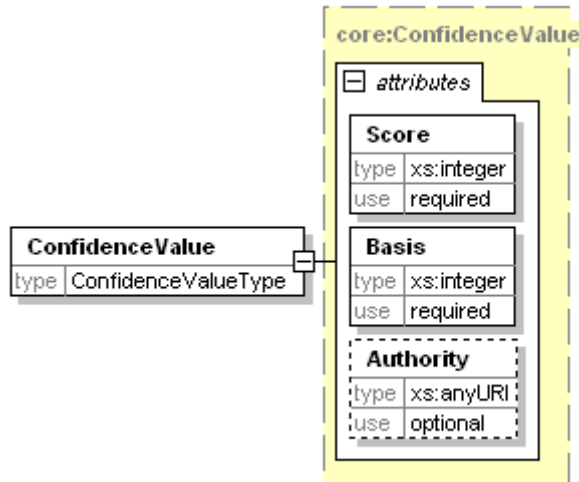 core:ConfidenceValue
attributes
Score
type xs:integer
use required
ConfidenceValue
type ConfidenceValueType
Basis
type xs:integer
use required
Authority
type xs:anyURI
use optional